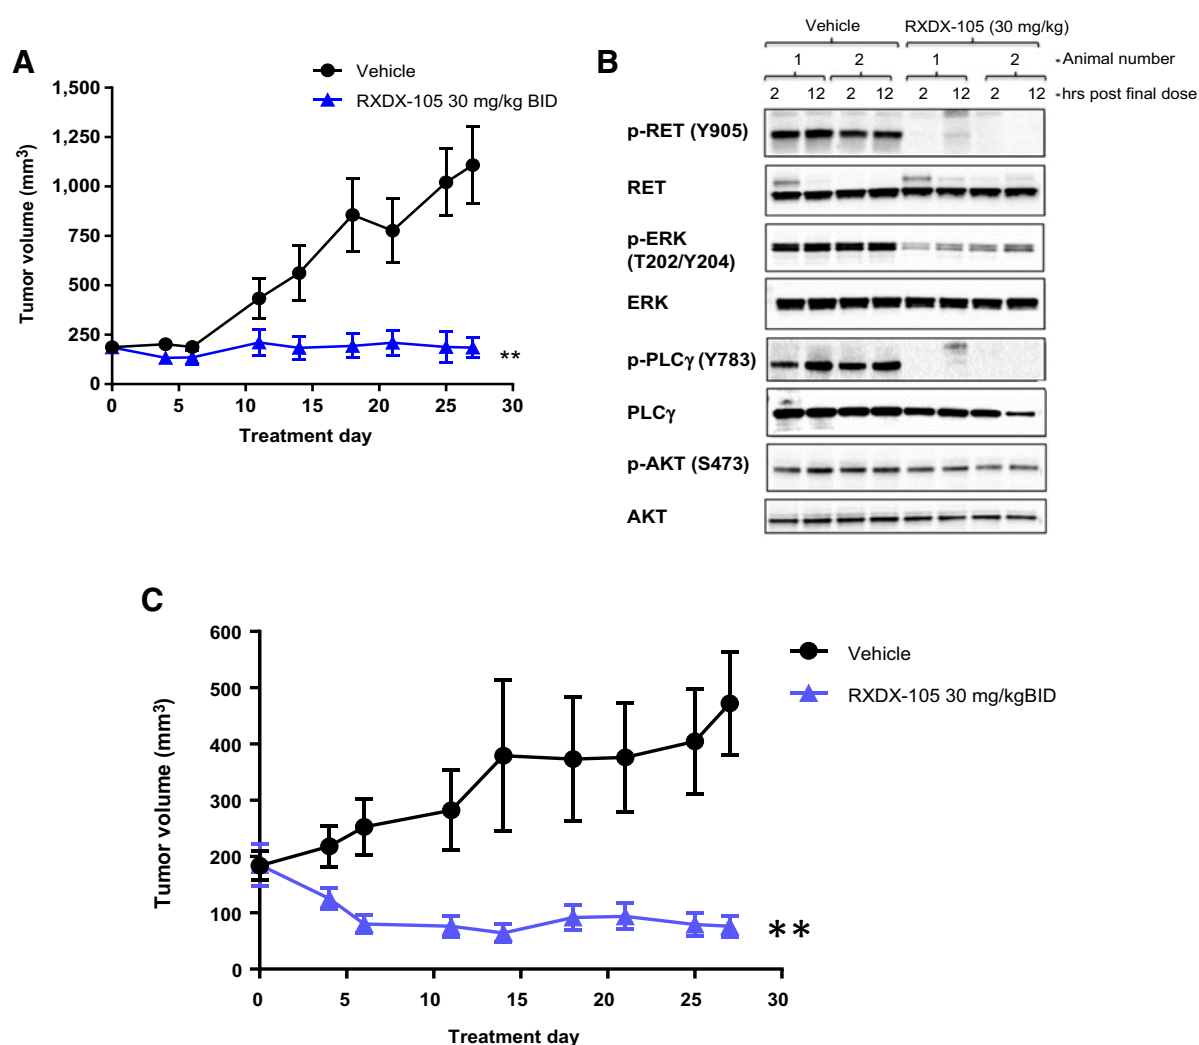 A
Vehicle
RXDX-105 30 mg/kg BID
1,500
1,250
1,000
750
500
250
0
Tumor volume (mm³)
**
0 5 10 15 20 25 30
Treatment day
B
Vehicle RXDX-105 (30 mg/kg)
1 2 1 2 Animal number
2 12 2 12 2 12 2 12 hrs post final dose
p-RET (Y905)
RET
p-ERK
(T202/Y204)
ERK
p-PLCγ (Y783)
PLCγ
p-AKT (S473)
AKT
C
Vehicle
RXDX-105 30 mg/kgBID
600
500
400
300
200
100
0
Tumor volume (mm³)
**
0 5 10 15 20 25 30
Treatment day